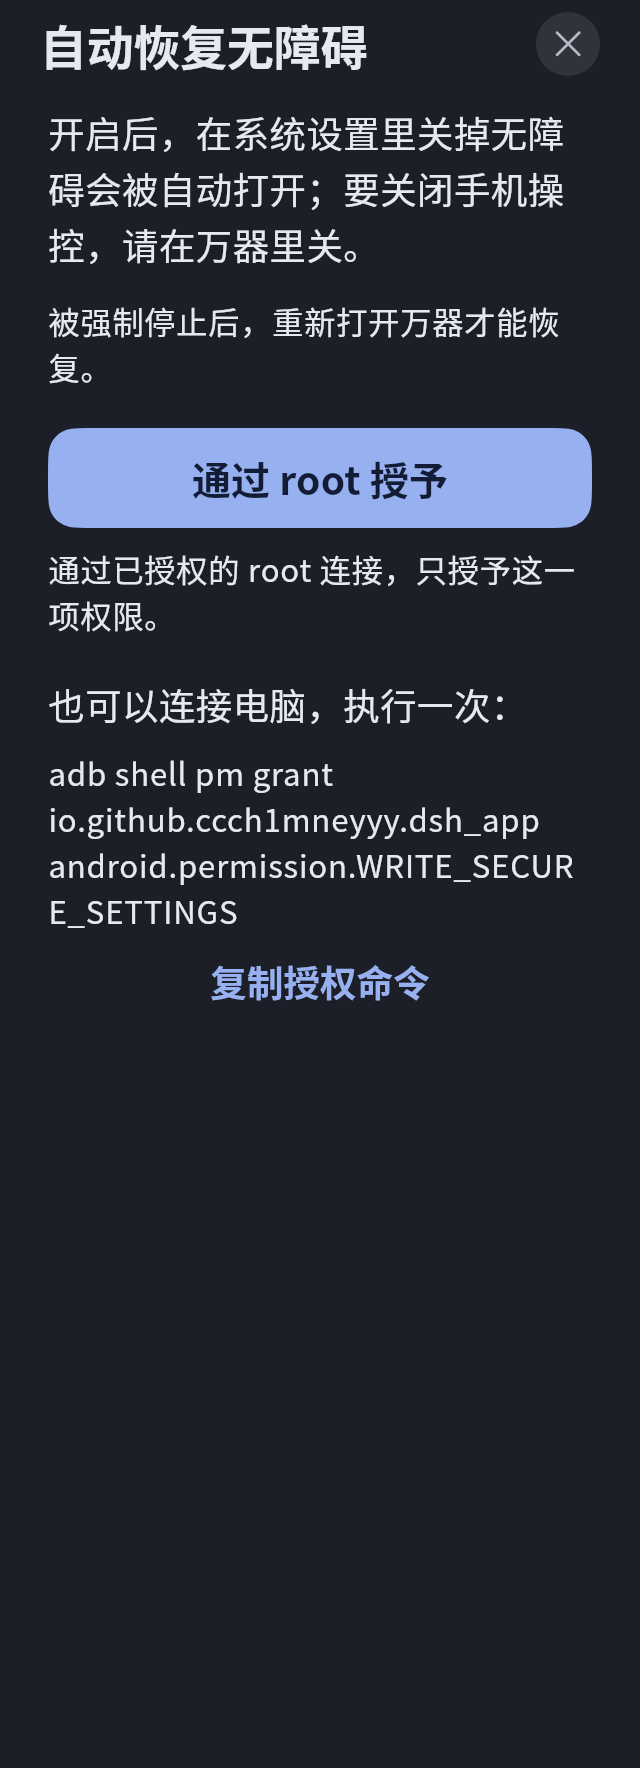 自动恢复无障碍
开启后，在系统设置里关掉无障
碍会被自动打开；要关闭手机操
控，请在万器里关。
被强制停止后，重新打开万器才能恢
复。
通过 root 授予
通过已授权的 root 连接，只授予这一
项权限。
也可以连接电脑，执行一次：
adb shell pm grant
io.github.ccch1mneyyy.dsh_app
android.permission.WRITE_SECUR
E_SETTINGS
复制授权命令